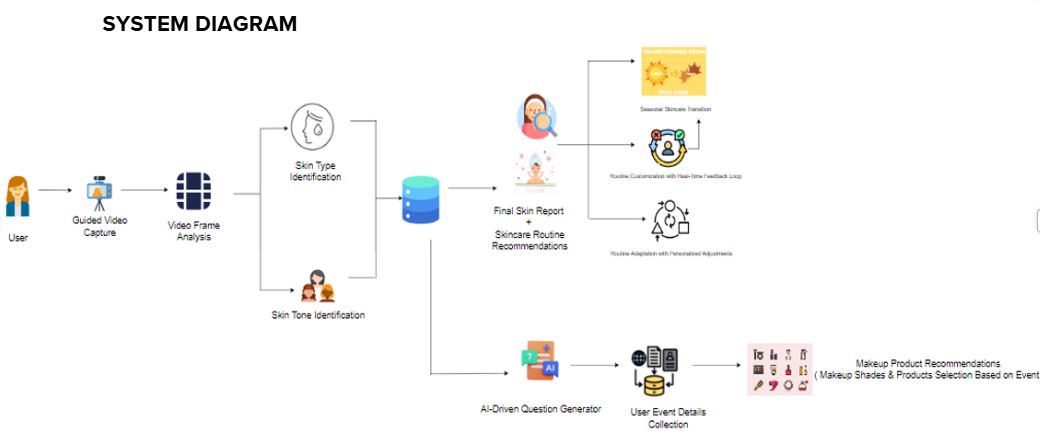 SYSTEM DIAGRAM
TRANSITIONING FROM
SKIN CARE
Seasonal Skincare Transition
Skin Type
Identification
Routine Customization with Real-Time Feedback Loop
User
Guided Video
Capture
Video Frame
Analysis
Final Skin Report
+
Skincare Routine
Recommendations
Routine Adaptation with Personalized Adjustments
Skin Tone Identification
?
AI
AI-Driven Question Generator
User Event Details
Collection
Makeup Product Recommendations
( Makeup Shades & Products Selection Based on Event